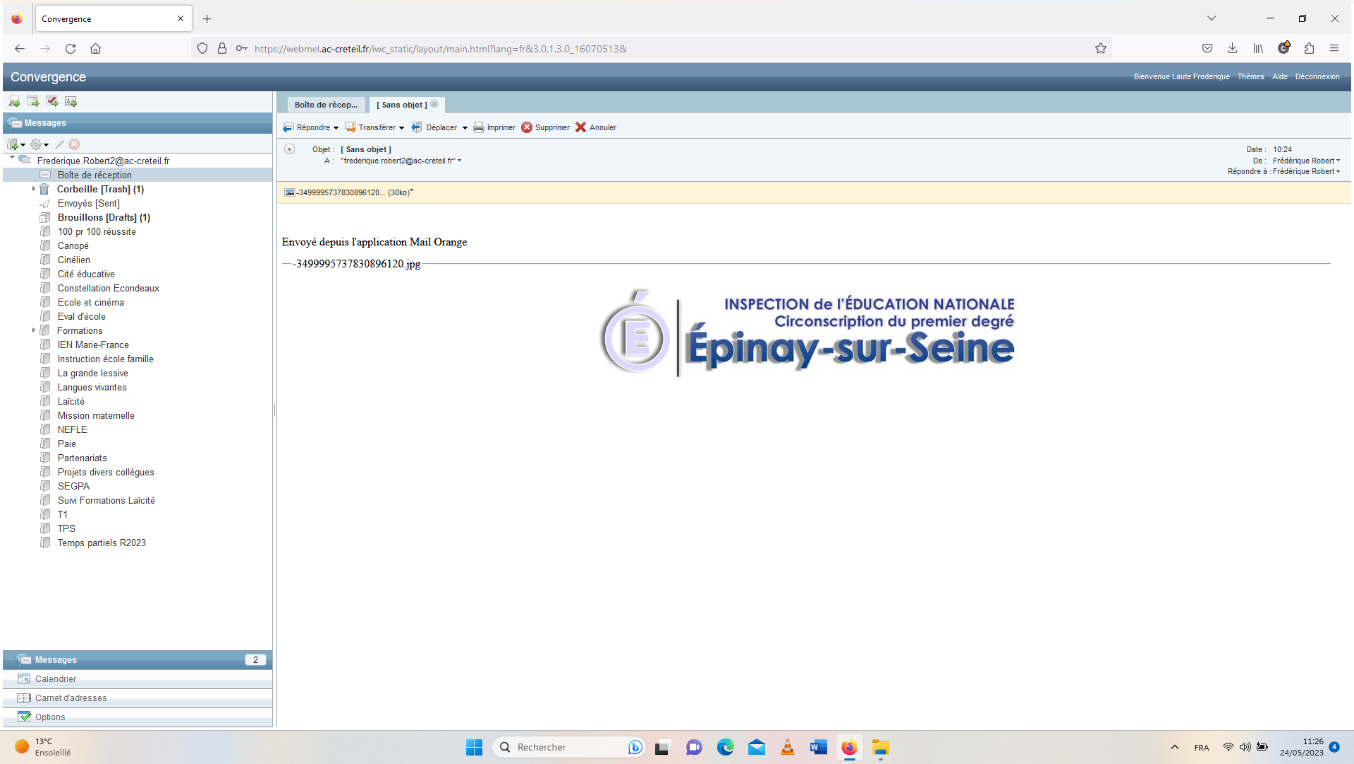 Convergence
https://webmel.ac-creteil.fr/iwc_static/layout/main.html?lang=fr&3.0.1.3.0_16070513&
Convergence
Bienvenue Laute Frederique Thèmes Aide Déconnexion
Messages
Frederique.Robert2@ac-creteil.fr
Boîte de réception
Corbeille [Trash] (1)
Envoyés [Sent]
Brouillons [Drafts] (1)
100 pr 100 réussite
Canopé
Cinélien
Cité éducative
Constellation Econdeaux
Ecole et cinéma
Eval d'école
Formations
IEN Marie-France
Instruction école famille
La grande lessive
Langues vivantes
Laïcité
Mission maternelle
NEFLE
Paie
Partenariats
Projets divers collègues
SEGPA
Suivi Formations Laïcité
T1
TPS
Temps partiels R2023
Messages 2
Calendrier
Carnet d'adresses
Options
Boîte de récep... [ Sans objet ]
Répondre Transférer Déplacer Imprimer Supprimer Annuler
Objet : [ Sans objet ]
A : "frederique.robert2@ac-creteil.fr"
Date : 10:24
De : Frédérique Robert
Répondre à : Frédérique Robert
-3499995737830896120... (30ko)
Envoyé depuis l'application Mail Orange
-3499995737830896120.jpg
É
INSPECTION de l'ÉDUCATION NATIONALE
Circonscription du premier degré
Épinay-sur-Seine
13°C
Ensoleillé
Rechercher
FRA
11:26
24/05/2023
4